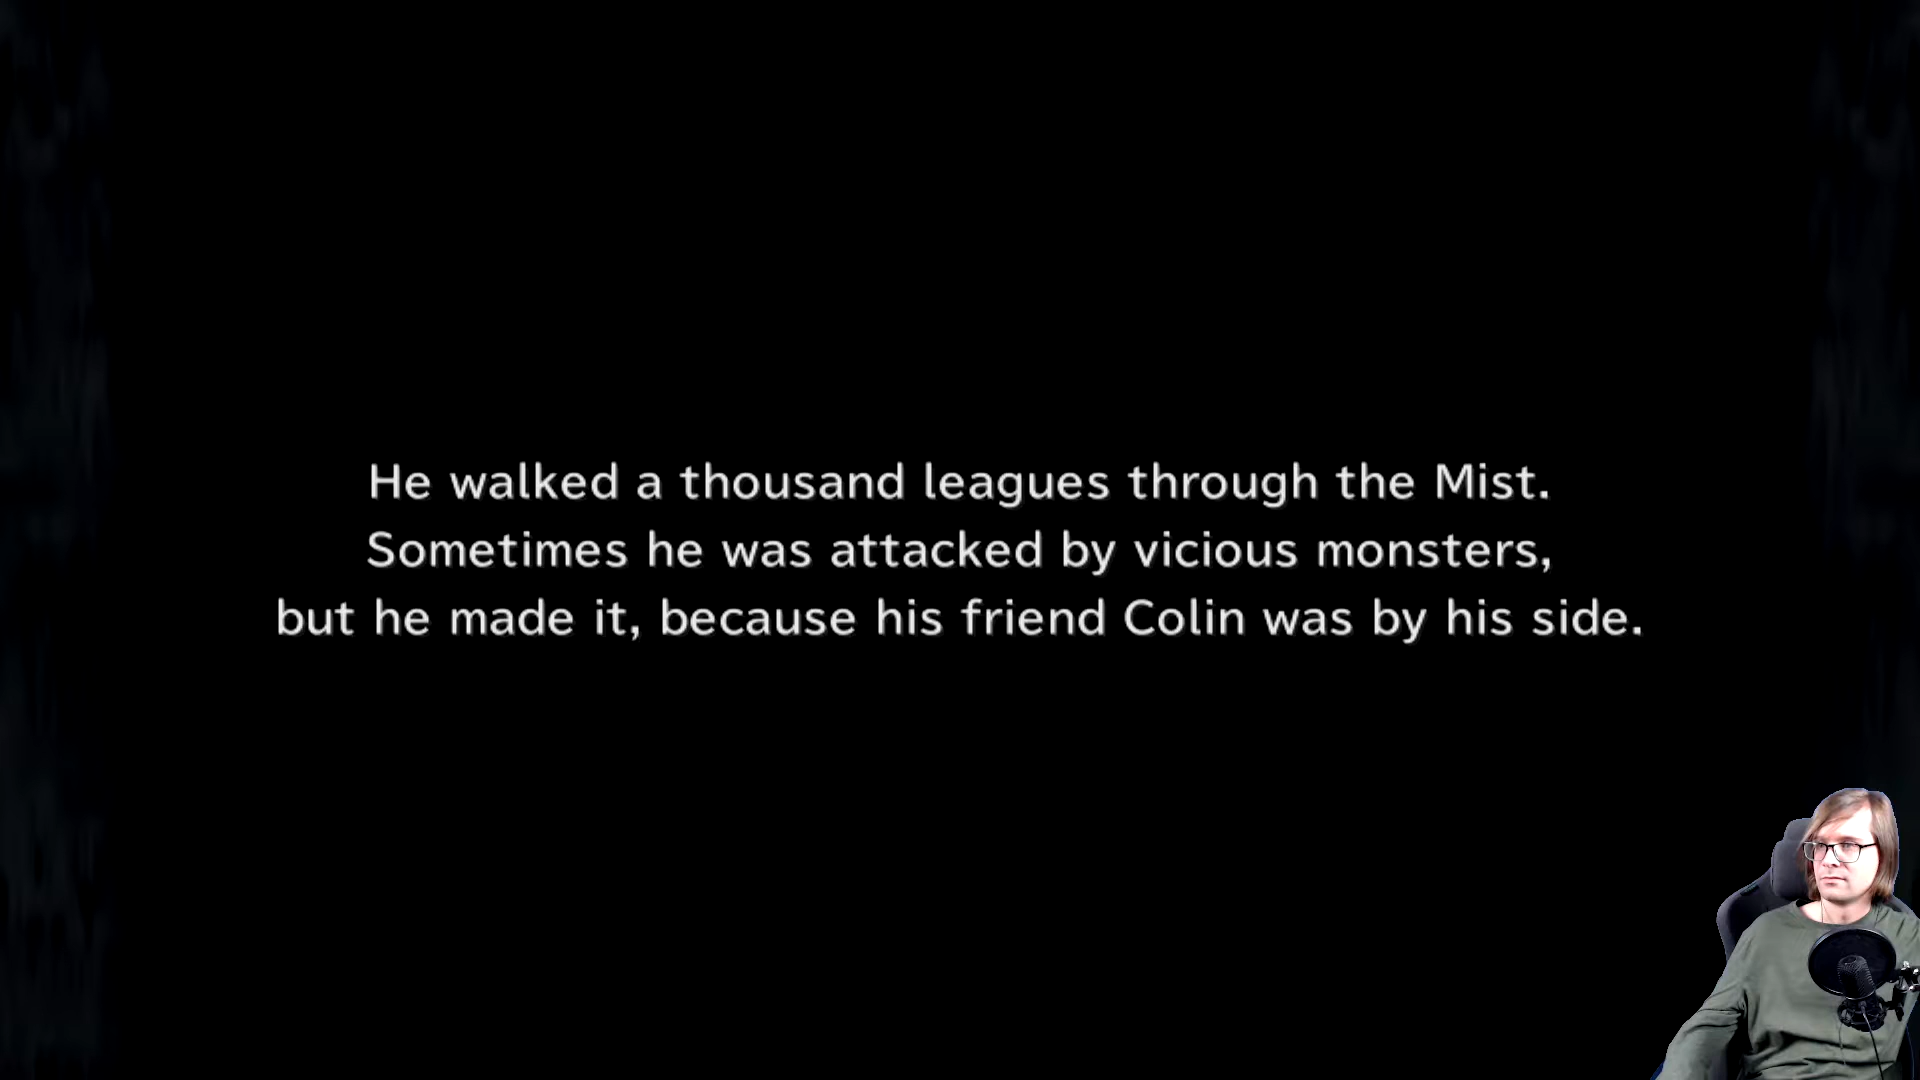 He walked a thousand leagues through the Mist.
Sometimes he was attacked by vicious monsters,
but he made it, because his friend Colin was by his side.